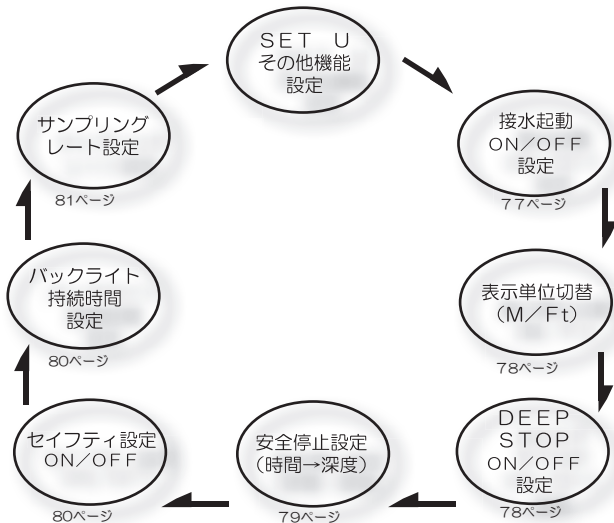 SET U
その他機能
設定
接水起動
ON/OFF
設定
77ページ
表示単位切替
(M/Ft)
78ページ
DEEP
STOP
ON/OFF
設定
78ページ
安全停止設定
(時間→深度)
79ページ
セイフティ設定
ON/OFF
80ページ
バックライト
持続時間
設定
80ページ
サンプリング
レート設定
81ページ